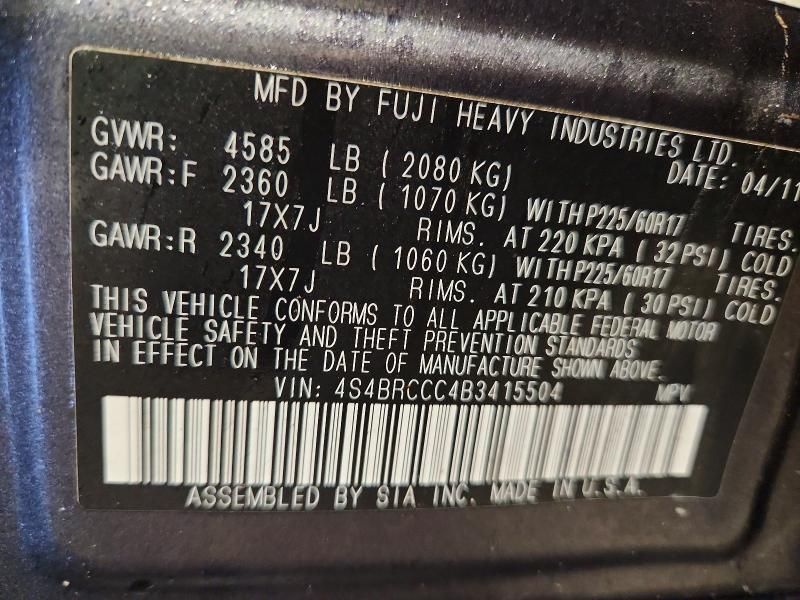 MFD BY FUJI HEAVY INDUSTRIES LTD.
GVWR: 4585 LB ( 2080 KG) DATE: 04/11
GAWR:F 2360 LB ( 1070 KG) WITHP225/60R17 TIRES.
17X7J RIMS. AT 220 KPA ( 32 PSI) COLD
GAWR:R 2340 LB ( 1060 KG) WITHP225/60R17 TIRES.
17X7J RIMS. AT 210 KPA ( 30 PSI) COLD
THIS VEHICLE CONFORMS TO ALL APPLICABLE FEDERAL MOTOR
VEHICLE SAFETY AND THEFT PREVENTION STANDARDS
IN EFFECT ON THE DATE OF MANUFACTURE SHOWN ABOVE.
VIN: 4S4BRCCC4B3415504 MPV
ASSEMBLED BY SIA INC. MADE IN U.S.A.